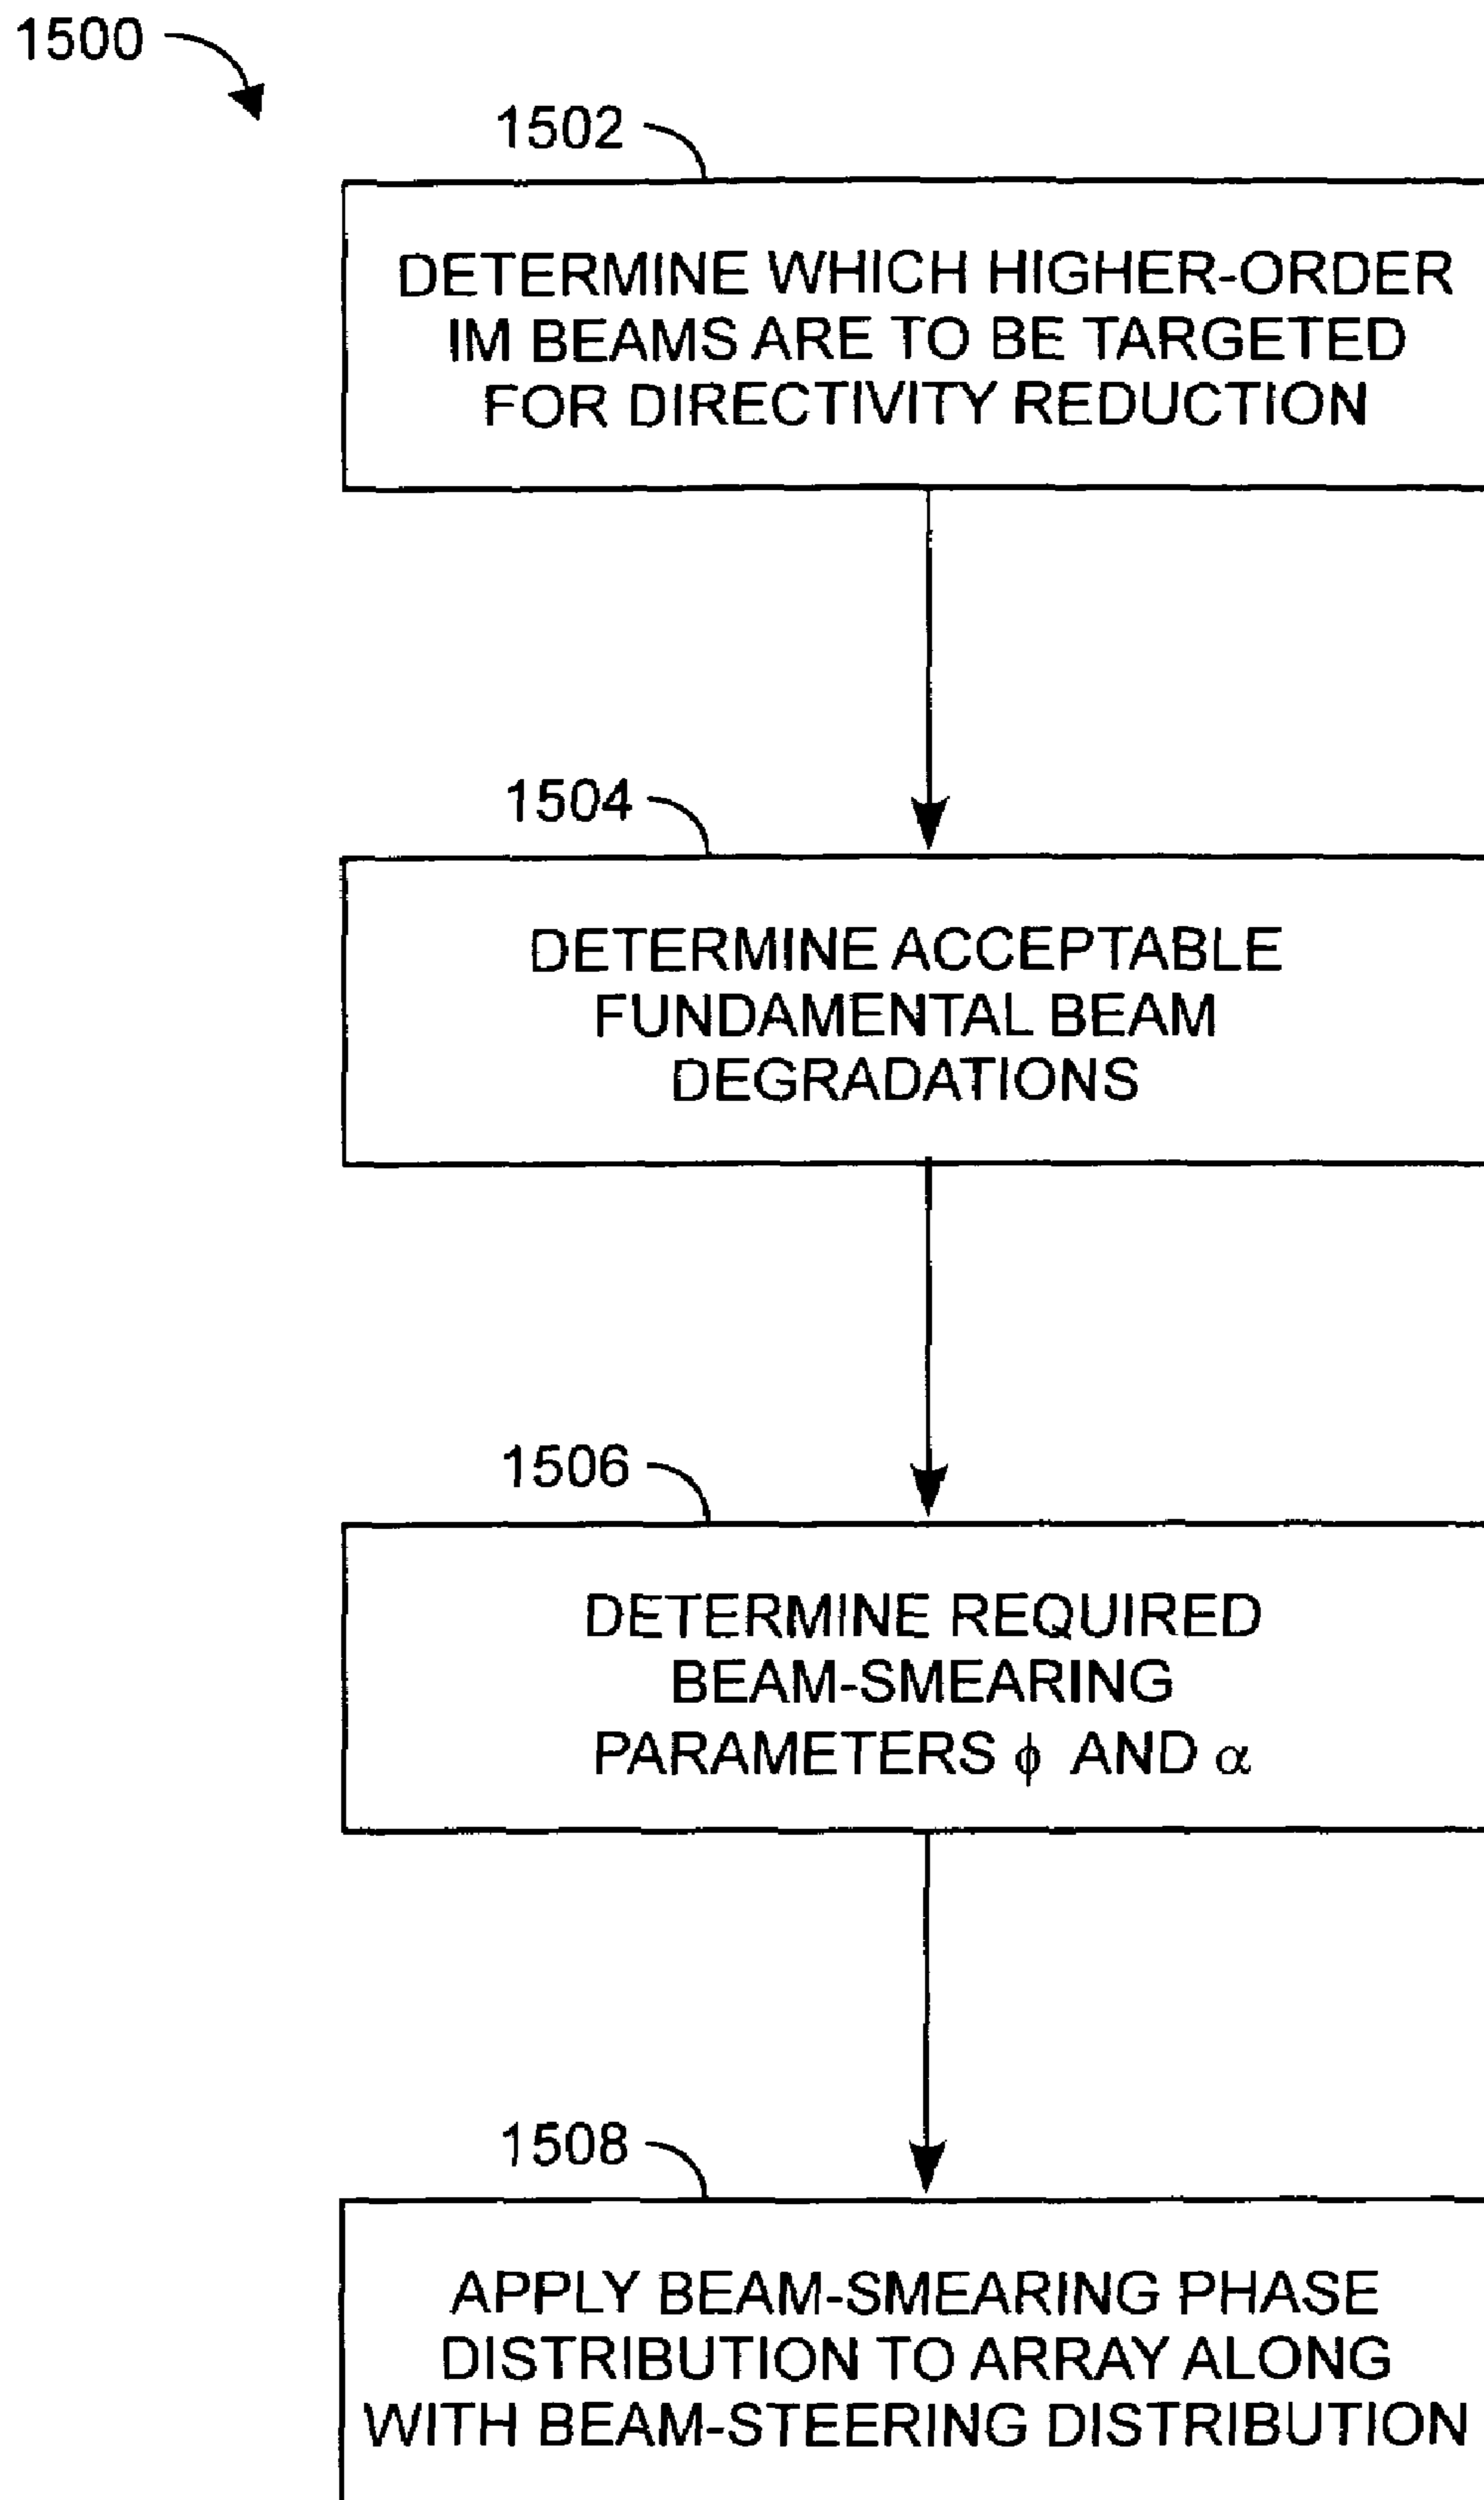 1500
1502
DETERMINE WHICH HIGHER-ORDER
IM BEAMS ARE TO BE TARGETED
FOR DIRECTIVITY REDUCTION
1504
DETERMINE ACCEPTABLE
FUNDAMENTAL BEAM
DEGRADATIONS
1506
DETERMINE REQUIRED
BEAM-SMEARING
PARAMETERS ϕ AND α
1508
APPLY BEAM-SMEARING PHASE
DISTRIBUTION TO ARRAY ALONG
WITH BEAM-STEERING DISTRIBUTION